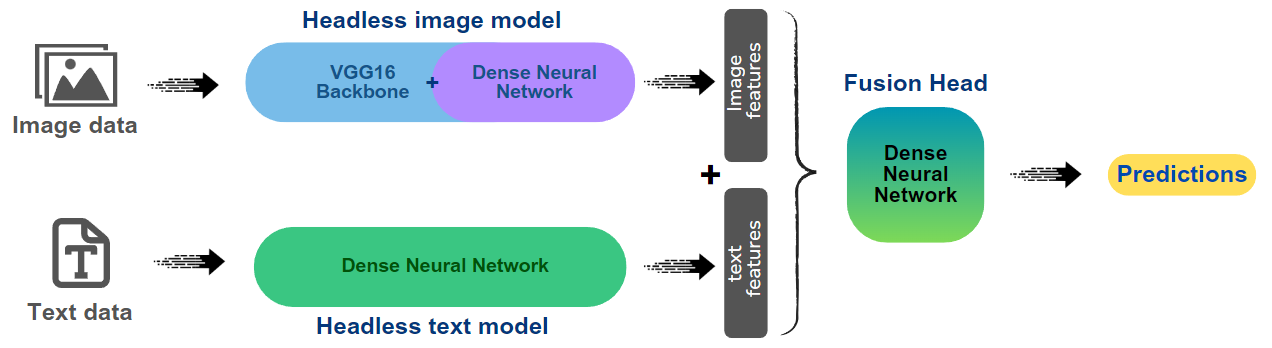 Headless image model
Image data
VGG16
Backbone
+
Dense Neural
Network
Image
features
+
Text data
Dense Neural Network
Headless text model
text
features
Fusion Head
Dense
Neural
Network
Predictions